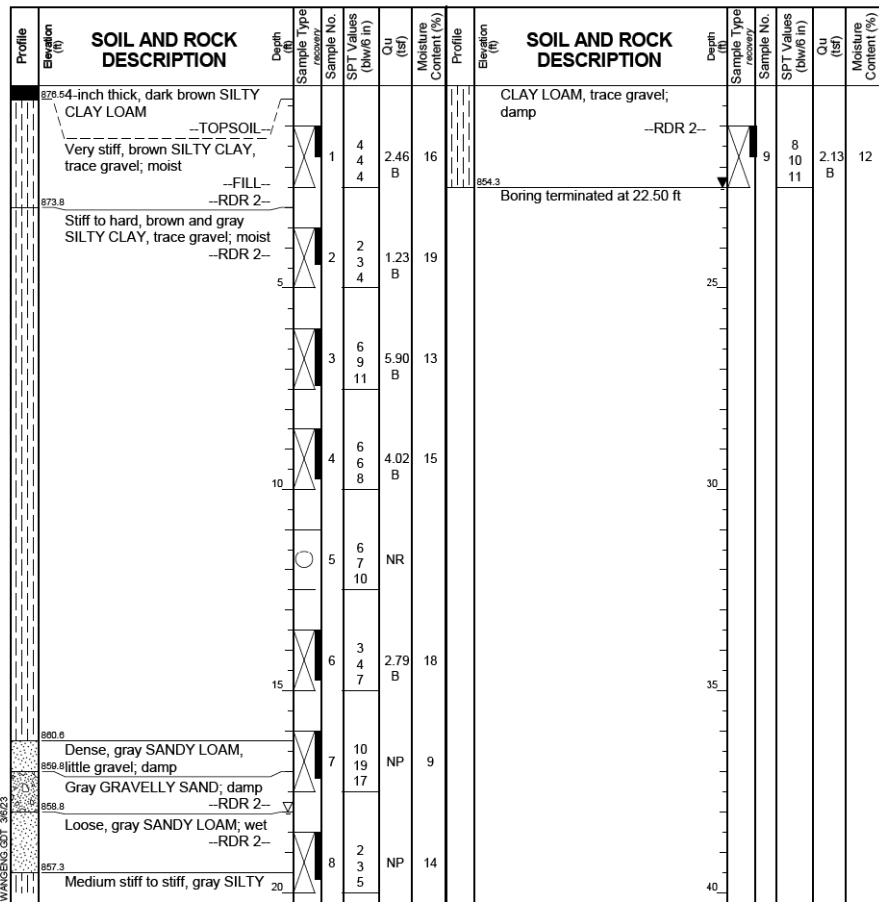 Profile
Elevation (ft)
SOIL AND ROCK DESCRIPTION
Depth (ft)
Sample Type
recovery
Sample No.
SPT Values (blw/6 in)
Qu (tsf)
Moisture Content (%)
Profile
Elevation (ft)
SOIL AND ROCK DESCRIPTION
Depth (ft)
Sample Type
recovery
Sample No.
SPT Values (blw/6 in)
Qu (tsf)
Moisture Content (%)
876.5 4-inch thick, dark brown SILTY
CLAY LOAM
--TOPSOIL--
Very stiff, brown SILTY CLAY,
trace gravel; moist
--FILL--
--RDR 2--
1
4
4
4
2.46
B
16
873.8
Stiff to hard, brown and gray
SILTY CLAY, trace gravel; moist
--RDR 2--
2
2
3
4
1.23
B
19
5
3
6
9
11
5.90
B
13
4
6
6
8
4.02
B
15
10
5
6
7
10
NR
6
3
4
7
2.79
B
18
15
860.6
Dense, gray SANDY LOAM,
859.8 little gravel; damp
7
10
19
17
NP
9
Gray GRAVELLY SAND; damp
--RDR 2--
858.8
Loose, gray SANDY LOAM; wet
--RDR 2--
8
2
3
5
NP
14
857.3
Medium stiff to stiff, gray SILTY
20
CLAY LOAM, trace gravel;
damp
--RDR 2--
9
8
10
11
2.13
B
12
854.3
Boring terminated at 22.50 ft
25
30
35
40
WANGENG.GDT 3/6/23